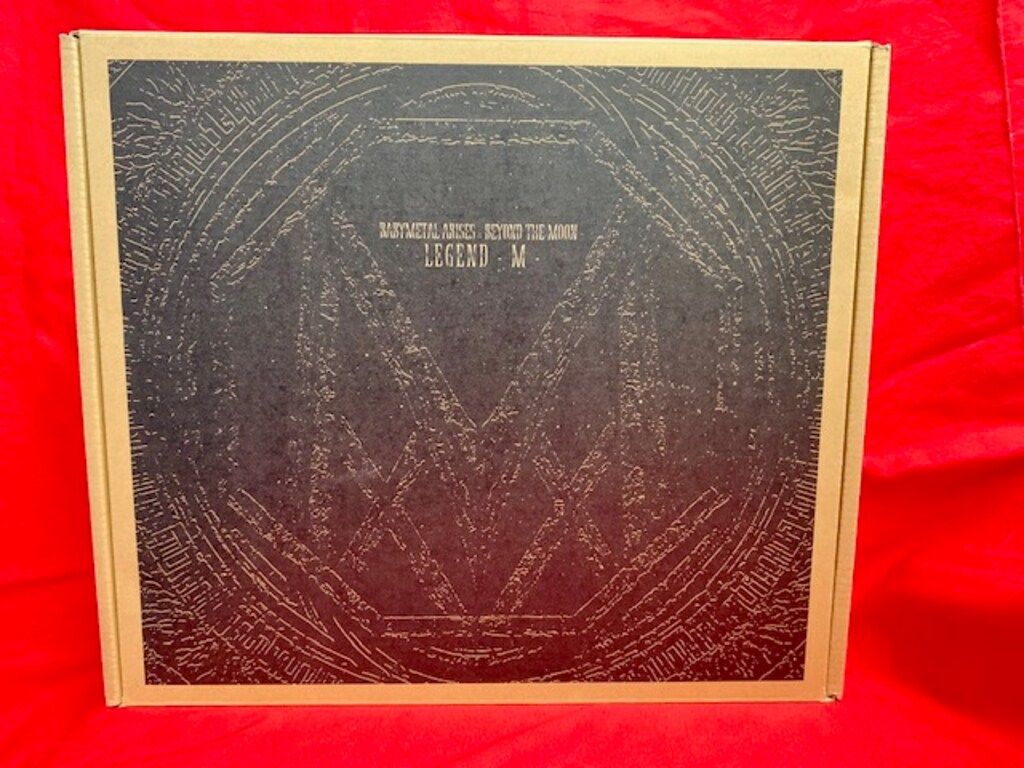 BABYMETAL ARISES - BEYOND THE MOON
LEGEND - M -